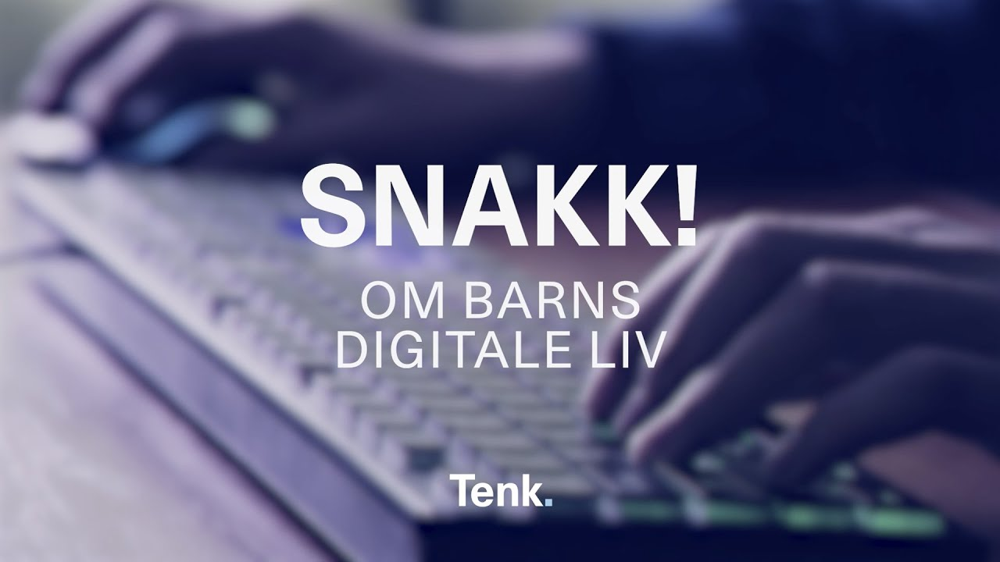 SNAKK!
OM BARNS
DIGITALE LIV
Tenk.